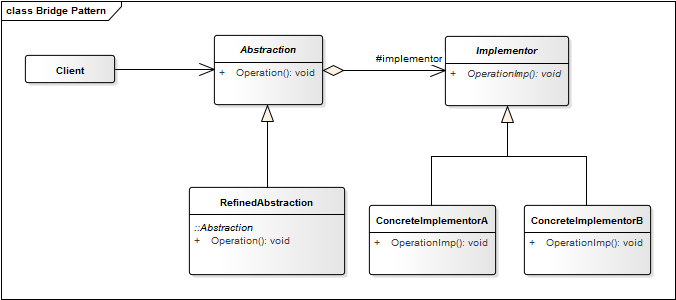 class Bridge Pattern
Client
Abstraction
+ Operation(): void
#implementor
Implementor
+ OperationImp(): void
RefinedAbstraction
::Abstraction
+ Operation(): void
ConcreteImplementorA
+ OperationImp(): void
ConcreteImplementorB
+ OperationImp(): void